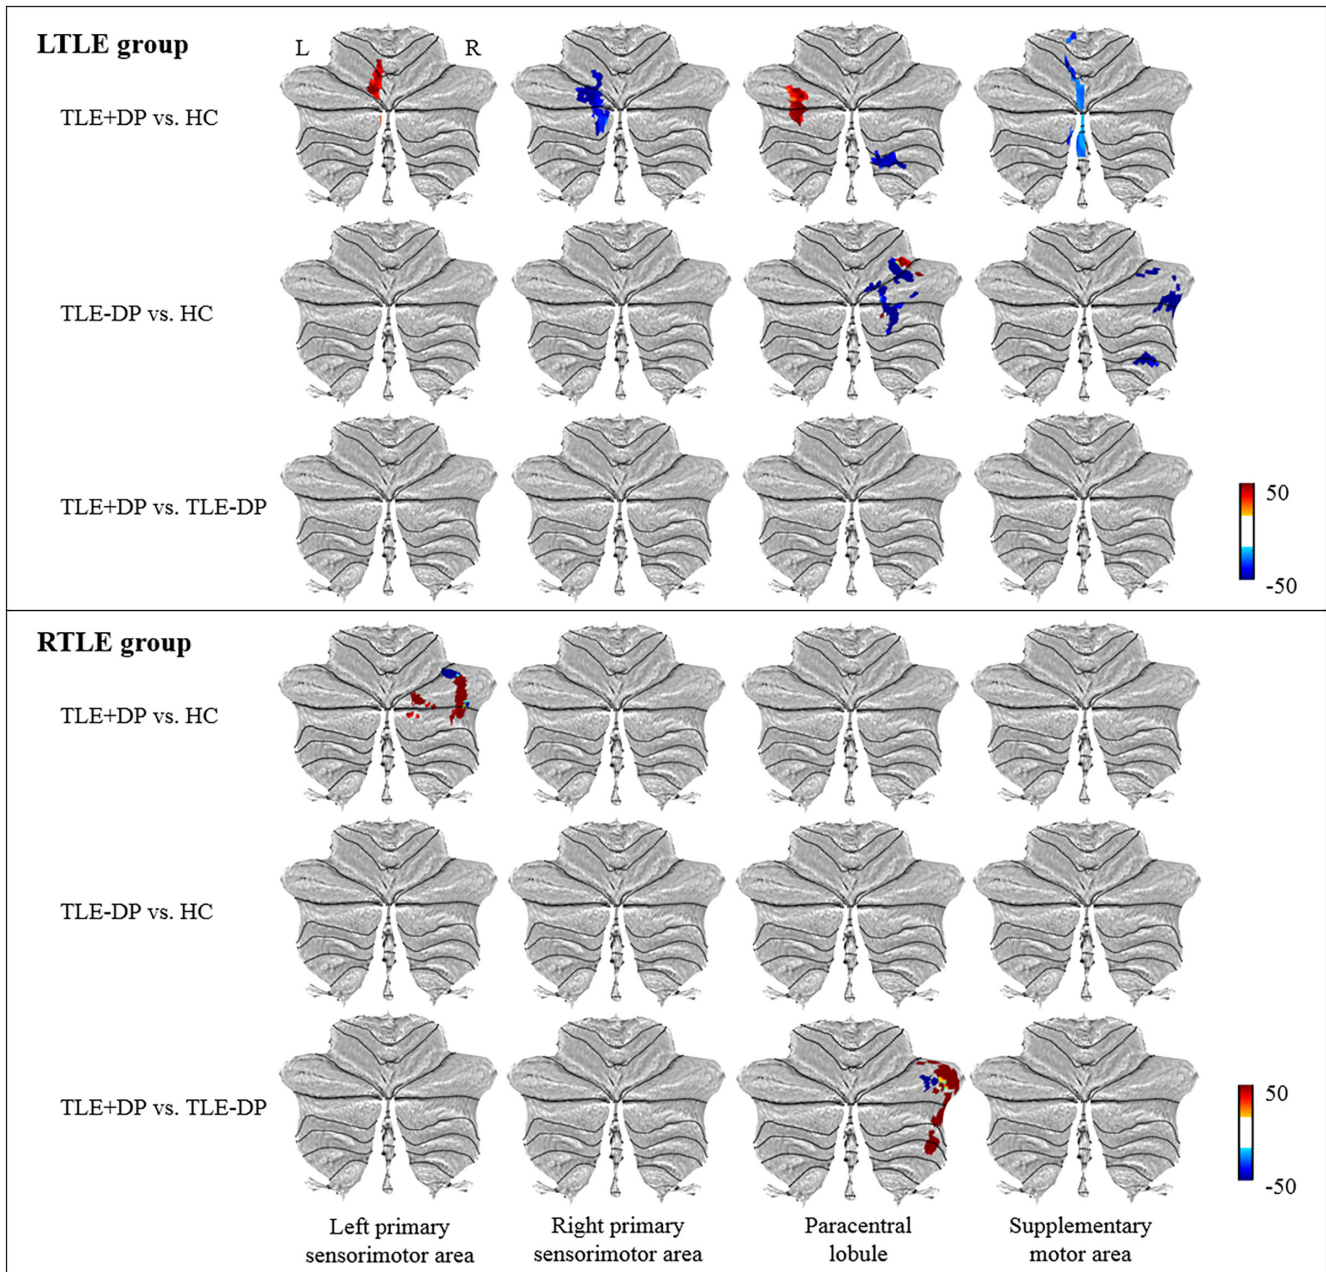 LTLE group
L
R
TLE+DP vs. HC
TLE-DP vs. HC
TLE+DP vs. TLE-DP
50
-50
RTLE group
TLE+DP vs. HC
TLE-DP vs. HC
TLE+DP vs. TLE-DP
50
-50
Left primary
sensorimotor area
Right primary
sensorimotor area
Paracentral
lobule
Supplementary
motor area